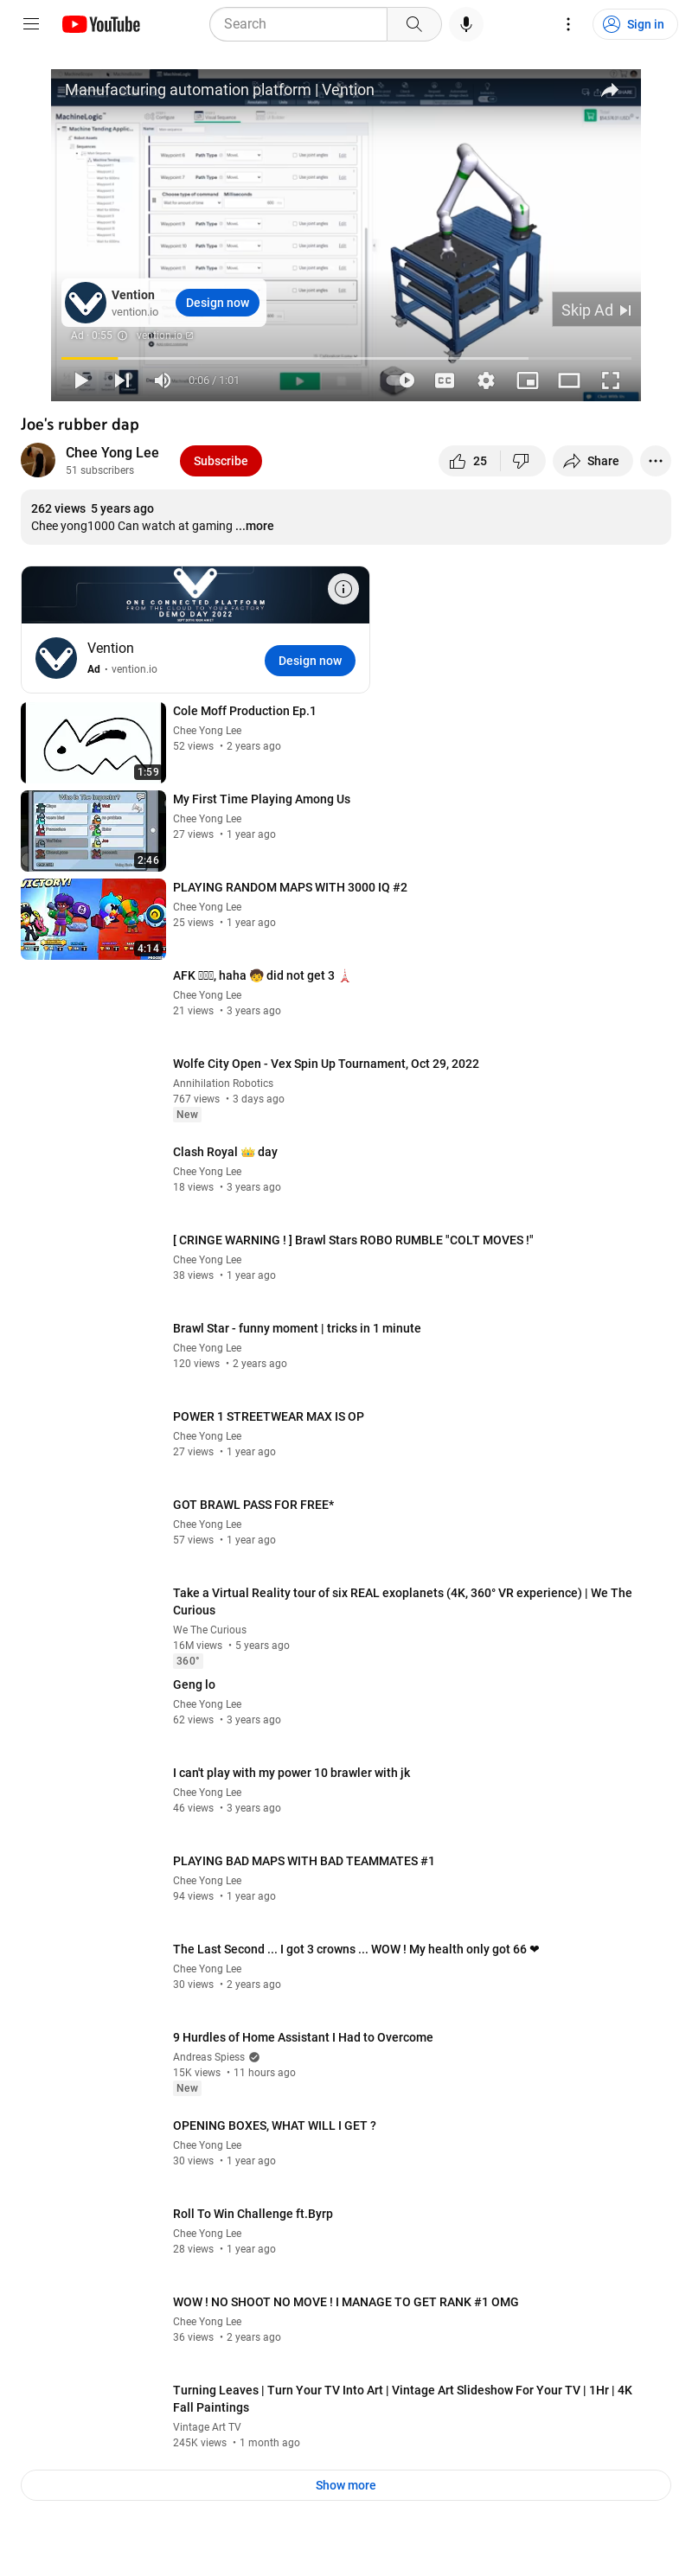 YouTube
Search
Sign in
Manufacturing automation platform | Vention
MachineLogic
Vention
vention.io
Design now
Skip Ad
Ad · 0:55
vention.io
0:06 / 1:01
CC
Joe's rubber dap
Chee Yong Lee
51 subscribers
Subscribe
25
Share
262 views 5 years ago
Chee yong1000 Can watch at gaming ...more
ONE CONNECTED PLATFORM
FROM THE CLOUD TO YOUR FACTORY
DEMO DAY 2022
Vention
Ad • vention.io
Design now
Cole Moff Production Ep.1
Chee Yong Lee
52 views • 2 years ago
1:59
My First Time Playing Among Us
Chee Yong Lee
27 views • 1 year ago
Who Is The Impostor?
2:46
PLAYING RANDOM MAPS WITH 3000 IQ #2
Chee Yong Lee
25 views • 1 year ago
VICTORY!
4:14
AFK , haha 🧒 did not get 3 🗼
Chee Yong Lee
21 views • 3 years ago
Wolfe City Open - Vex Spin Up Tournament, Oct 29, 2022
Annihilation Robotics
767 views • 3 days ago
New
Clash Royal 👑 day
Chee Yong Lee
18 views • 3 years ago
[ CRINGE WARNING ! ] Brawl Stars ROBO RUMBLE "COLT MOVES !"
Chee Yong Lee
38 views • 1 year ago
Brawl Star - funny moment | tricks in 1 minute
Chee Yong Lee
120 views • 2 years ago
POWER 1 STREETWEAR MAX IS OP
Chee Yong Lee
27 views • 1 year ago
GOT BRAWL PASS FOR FREE*
Chee Yong Lee
57 views • 1 year ago
Take a Virtual Reality tour of six REAL exoplanets (4K, 360° VR experience) | We The
Curious
We The Curious
16M views • 5 years ago
360°
Geng lo
Chee Yong Lee
62 views • 3 years ago
I can't play with my power 10 brawler with jk
Chee Yong Lee
46 views • 3 years ago
PLAYING BAD MAPS WITH BAD TEAMMATES #1
Chee Yong Lee
94 views • 1 year ago
The Last Second ... I got 3 crowns ... WOW ! My health only got 66 ❤
Chee Yong Lee
30 views • 2 years ago
9 Hurdles of Home Assistant I Had to Overcome
Andreas Spiess
15K views • 11 hours ago
New
OPENING BOXES, WHAT WILL I GET ?
Chee Yong Lee
30 views • 1 year ago
Roll To Win Challenge ft.Byrp
Chee Yong Lee
28 views • 1 year ago
WOW ! NO SHOOT NO MOVE ! I MANAGE TO GET RANK #1 OMG
Chee Yong Lee
36 views • 2 years ago
Turning Leaves | Turn Your TV Into Art | Vintage Art Slideshow For Your TV | 1Hr | 4K
Fall Paintings
Vintage Art TV
245K views • 1 month ago
Show more